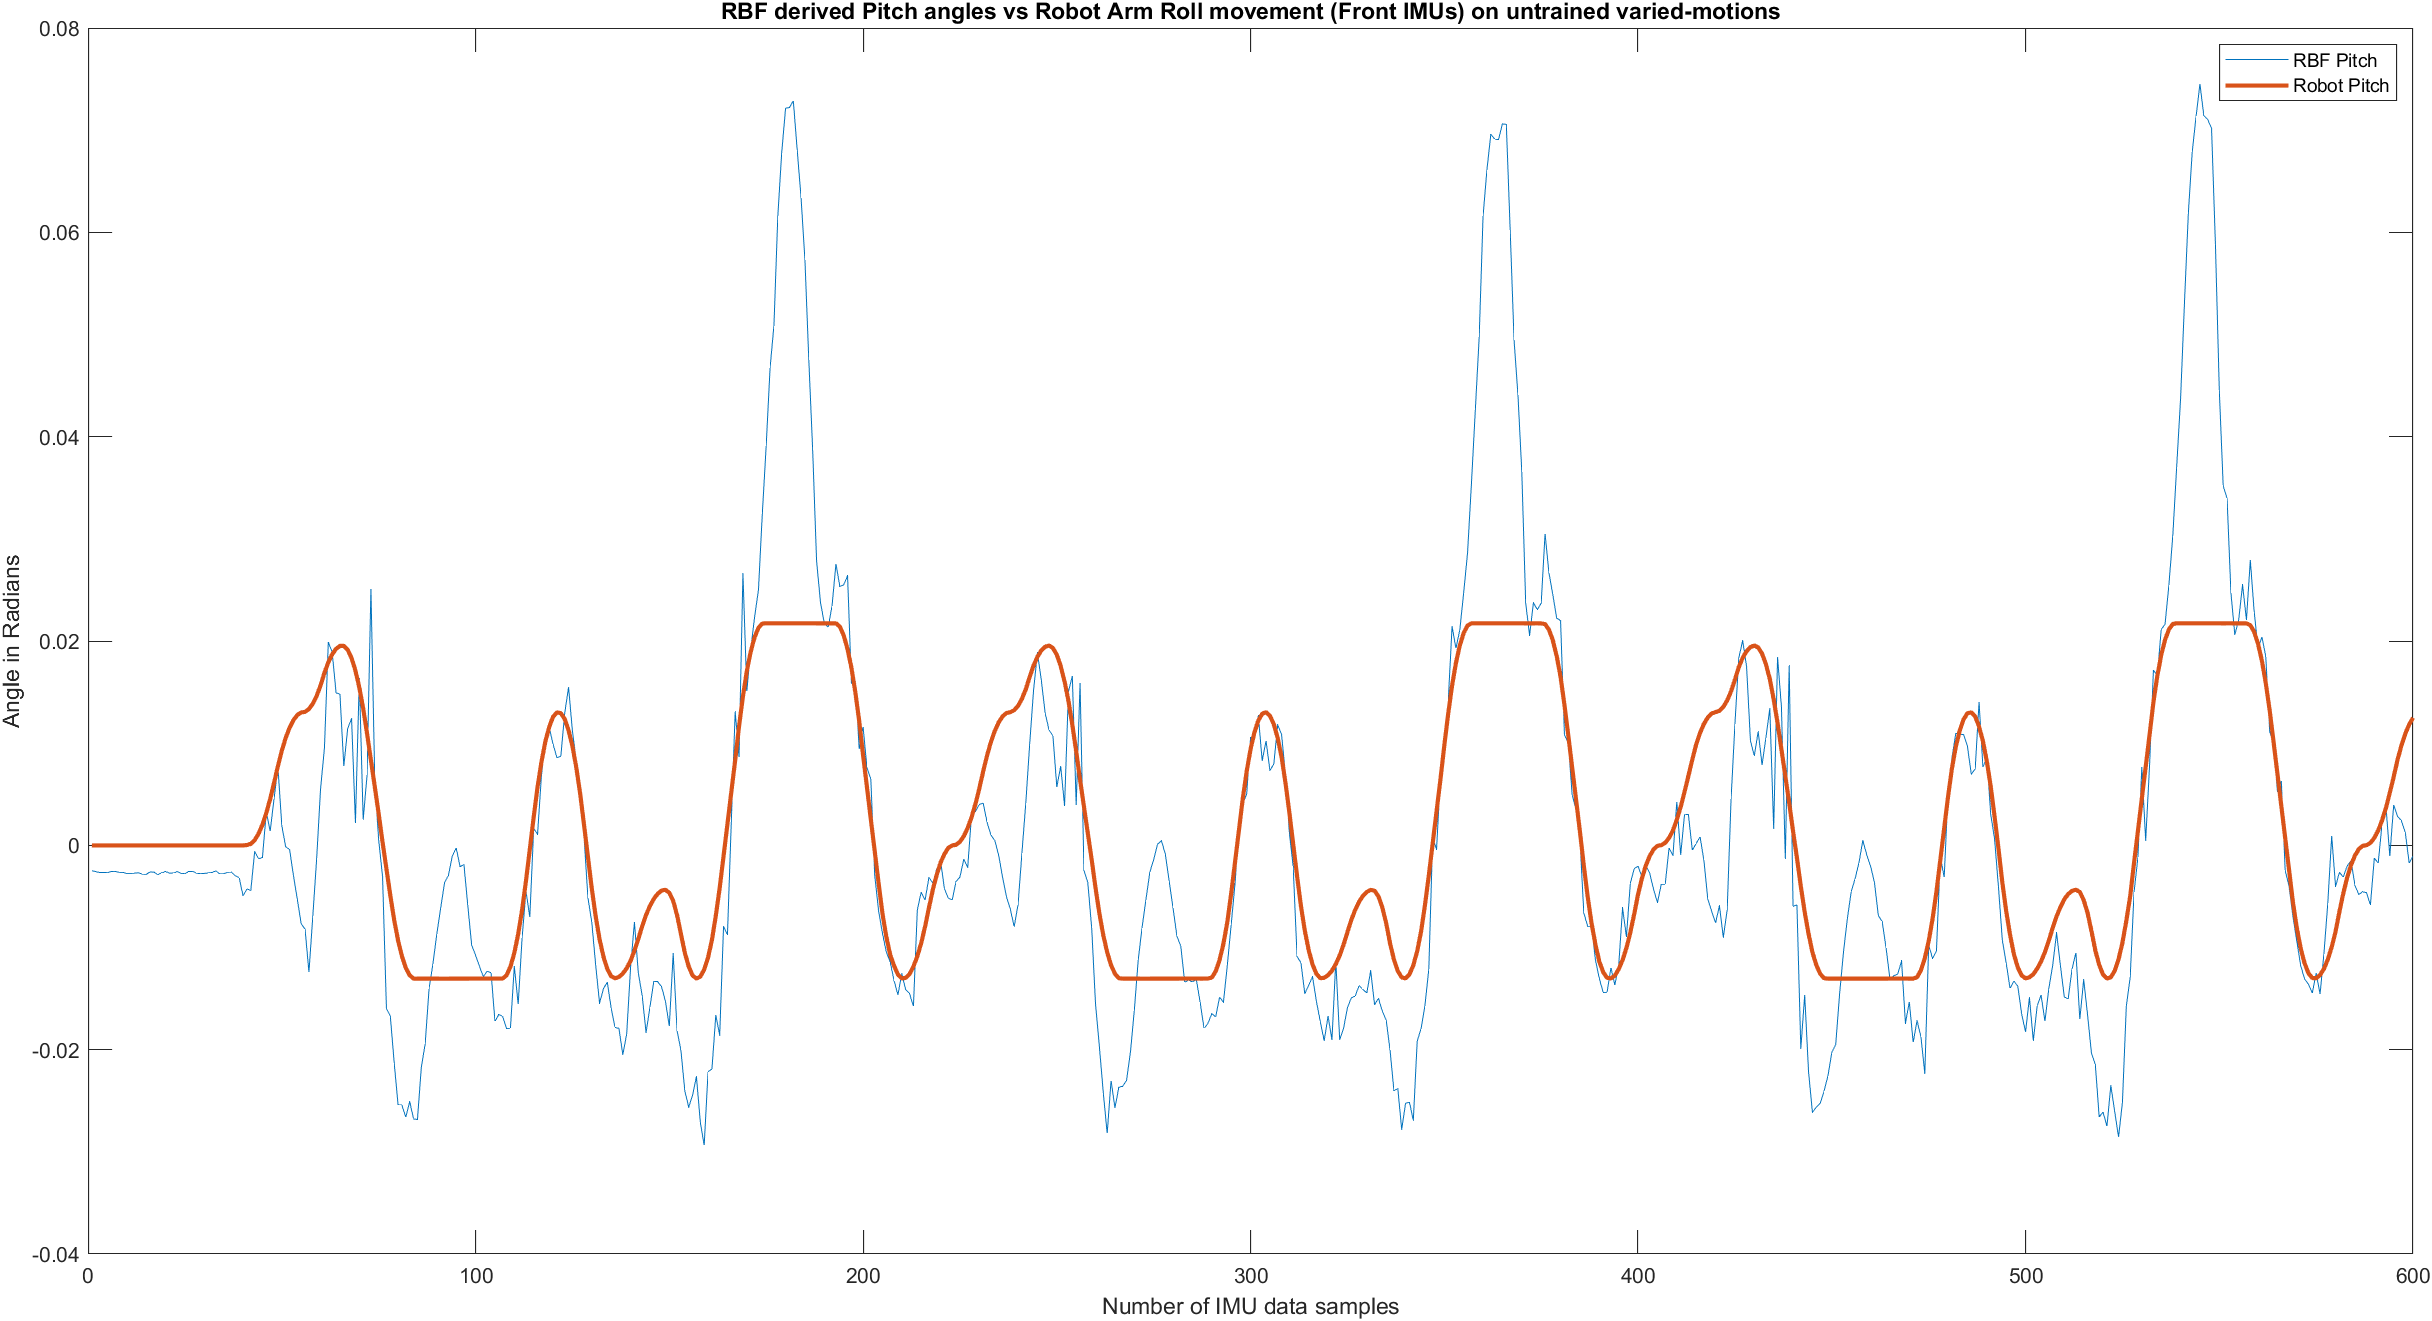 RBF derived Pitch angles vs Robot Arm Roll movement (Front IMUs) on untrained varied-motions
RBF Pitch
Robot Pitch
Angle in Radians
0.08
0.06
0.04
0.02
0
-0.02
-0.04
0 100 200 300 400 500 600
Number of IMU data samples